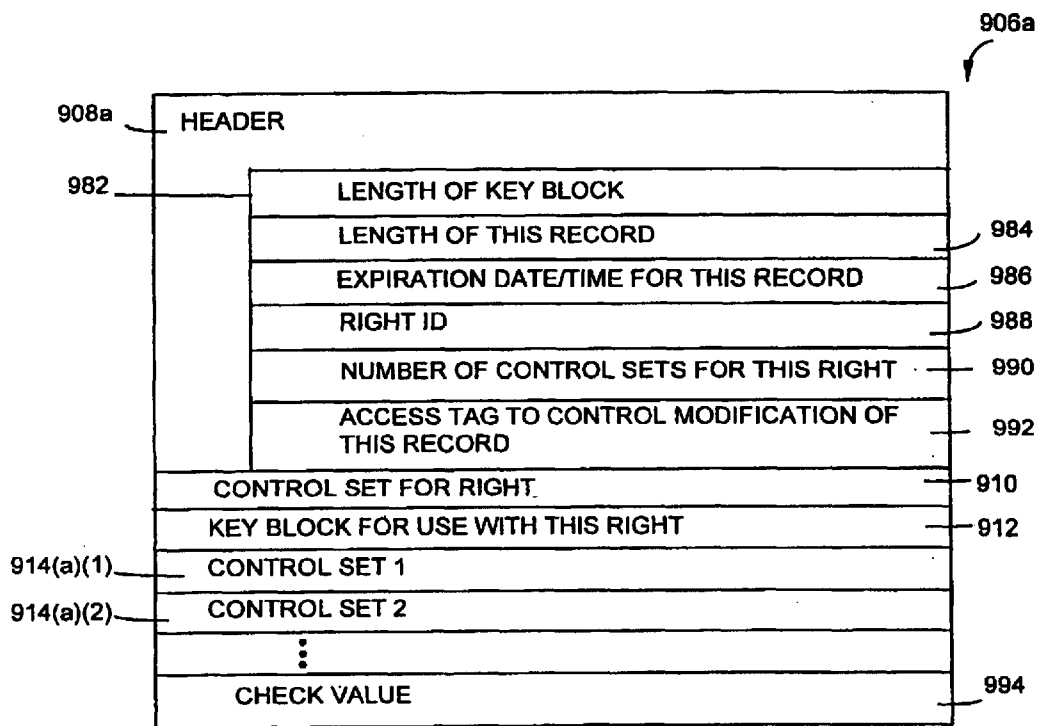 906a
908a
HEADER
982
LENGTH OF KEY BLOCK
LENGTH OF THIS RECORD
984
EXPIRATION DATE/TIME FOR THIS RECORD
986
RIGHT ID
988
NUMBER OF CONTROL SETS FOR THIS RIGHT
990
ACCESS TAG TO CONTROL MODIFICATION OF
THIS RECORD
992
CONTROL SET FOR RIGHT
910
KEY BLOCK FOR USE WITH THIS RIGHT
912
914(a)(1)
CONTROL SET 1
914(a)(2)
CONTROL SET 2
CHECK VALUE
994